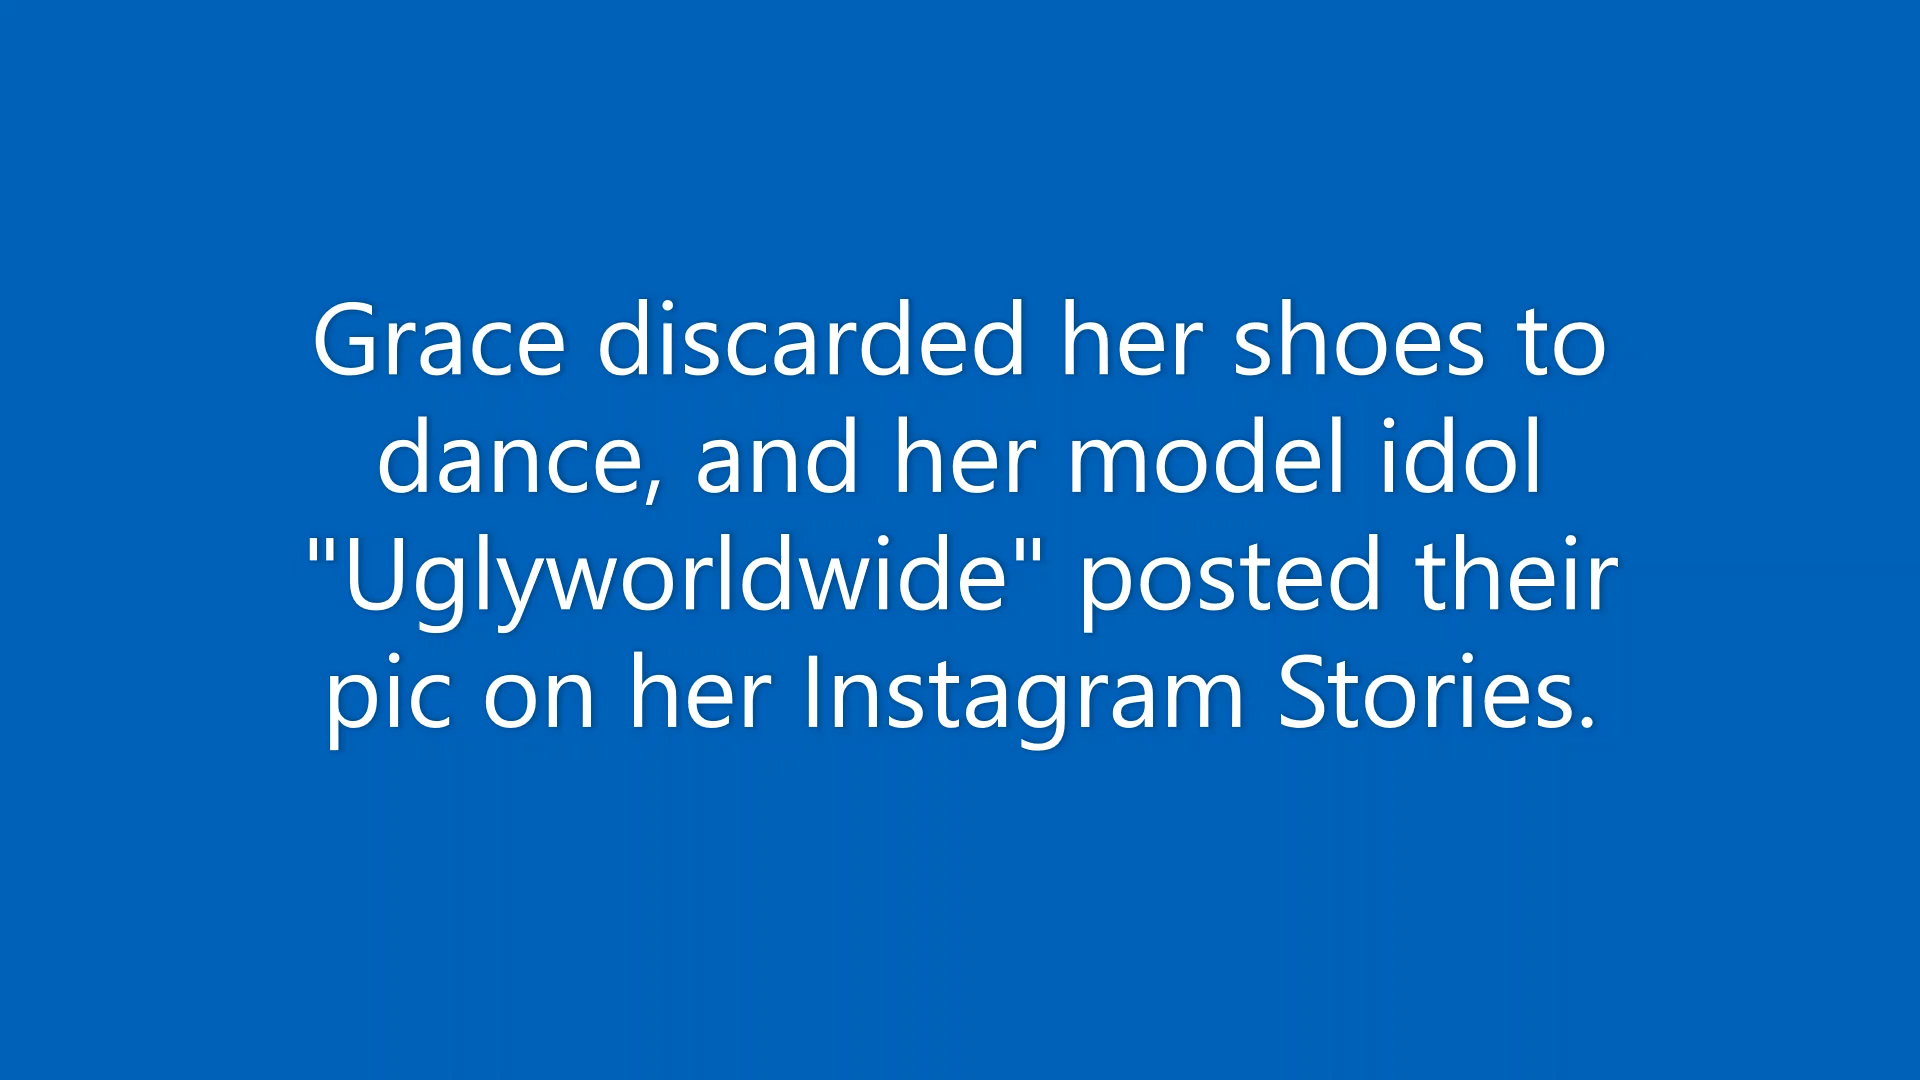 Grace discarded her shoes to
dance, and her model idol
"Uglyworldwide" posted their
pic on her Instagram Stories.